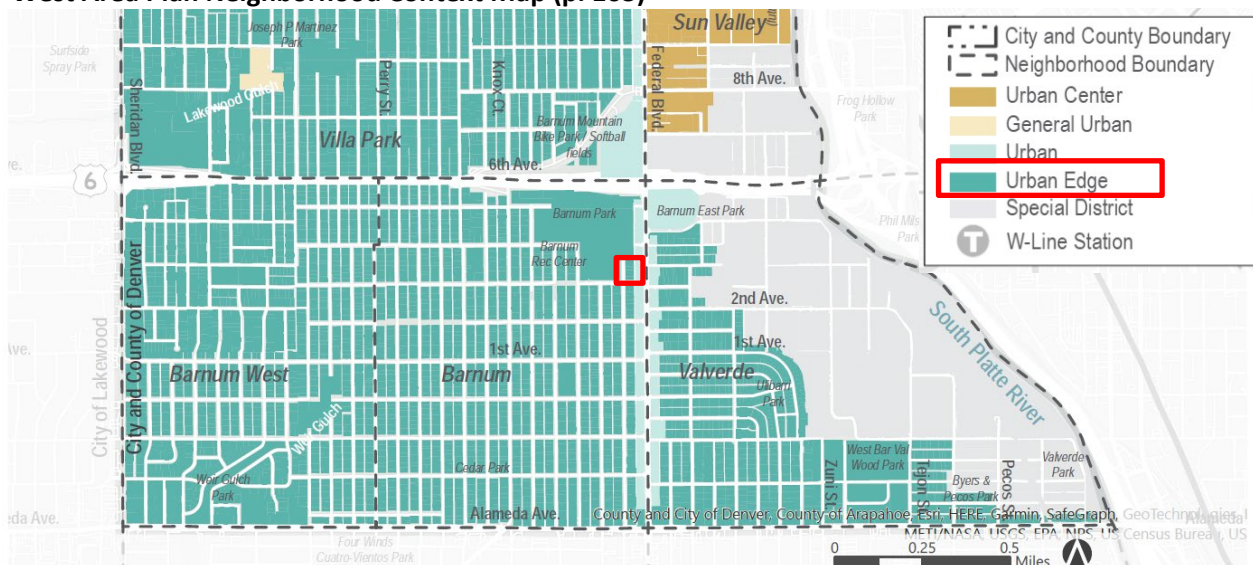 West Area Plan Neighborhood Context Map (p. 108)
Joseph P Martinez
Park
Surfside
Spray Park
Sheridan Blvd.
Lakewood Gulch
Perry St.
Knox Ct.
Villa Park
Barnum Mountain
Bike Park / Softball
fields
6th Ave.
6
Sun Valley
Federal Blvd.
8th Ave.
Frog Hollow
Park
City and County Boundary
Neighborhood Boundary
Urban Center
General Urban
Urban
Urban Edge
Special District
T W-Line Station
Barnum Park
Barnum East Park
Barnum
Rec Center
Park
2nd Ave.
1st Ave.
1st Ave.
City of Lakewood
City and County of Denver
Barnum West
Barnum
Valverde
Ulibarri
Park
South Platte River
Weir Gulch
Weir Gulch
Park
Cedar Park
Alameda Ave.
West Bar Val
Wood Park
Zuni St.
Tejon St.
Byers &
Pecos Park
Pecos St.
Valverde
Park
Four Winds
Cuatro-Vientos Park
County and City of Denver, County of Arapahoe, Esri, HERE, Garmin, SafeGraph, GeoTechnologies, I
METI/NASA, USGS, EPA, NPS, US Census Bureau, US
0 0.25 0.5
Miles